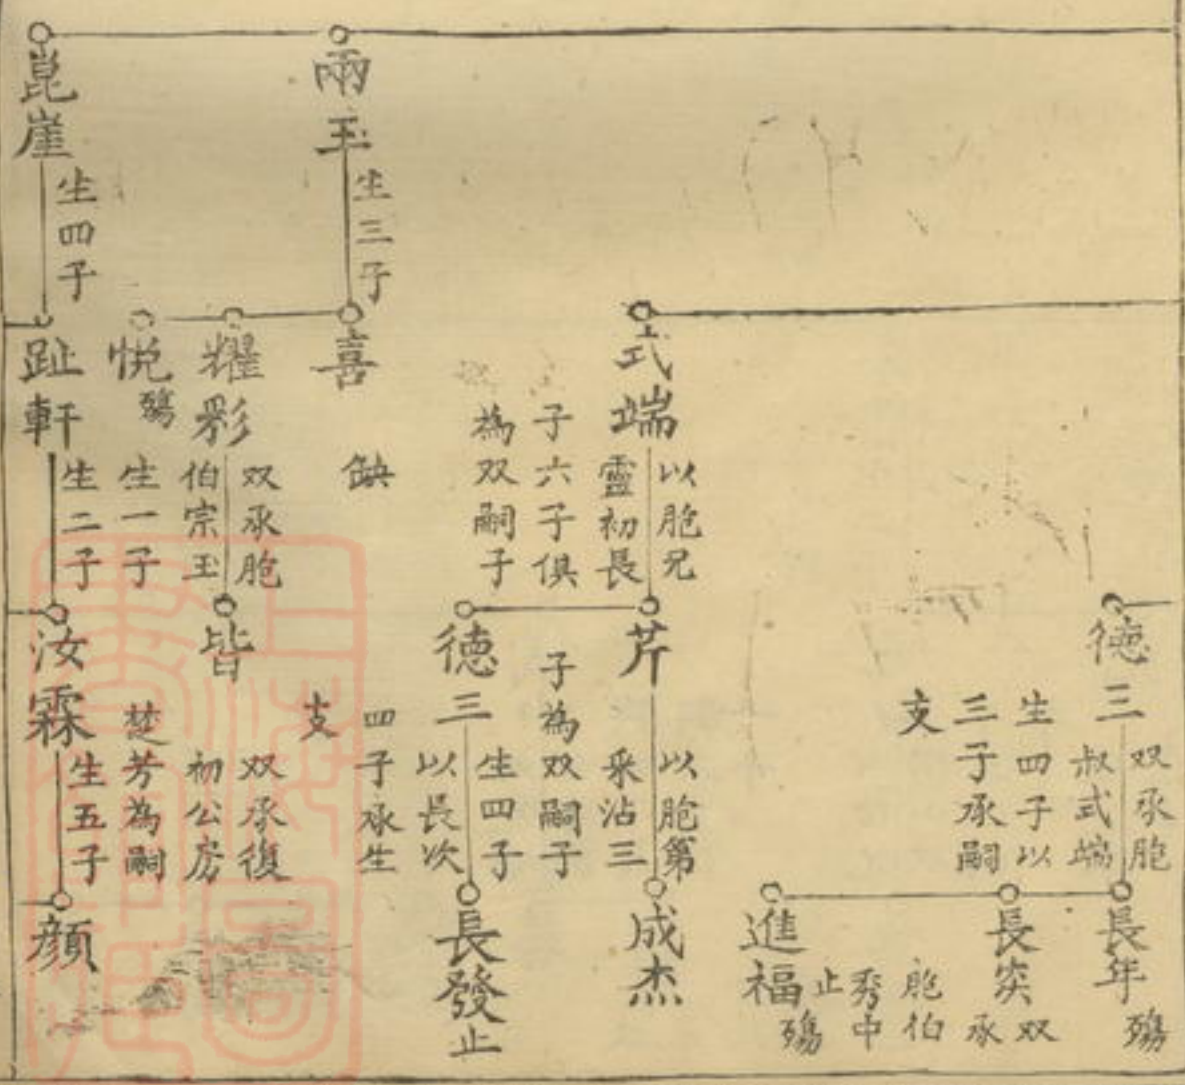 兩玉
生三子
崑崖
生四子
式端
以胞兄
靈初長
子六子俱
為双嗣子
喜
缺
耀彩
双承胞
伯宗玉
生一子
悦
殤
趾軒
生二子
德三
双承胞
叔式端
生四子以
三子承嗣
支
芹
以胞第
采沾三
子為双嗣子
德三
生四子
以長次
四子承生
支
皆
双承復
初公房
楚芳為嗣
汝霖
生五子
長年
殤
長炎
双
承
胞伯
秀中
止
進福
殤
成杰
長發止
顔